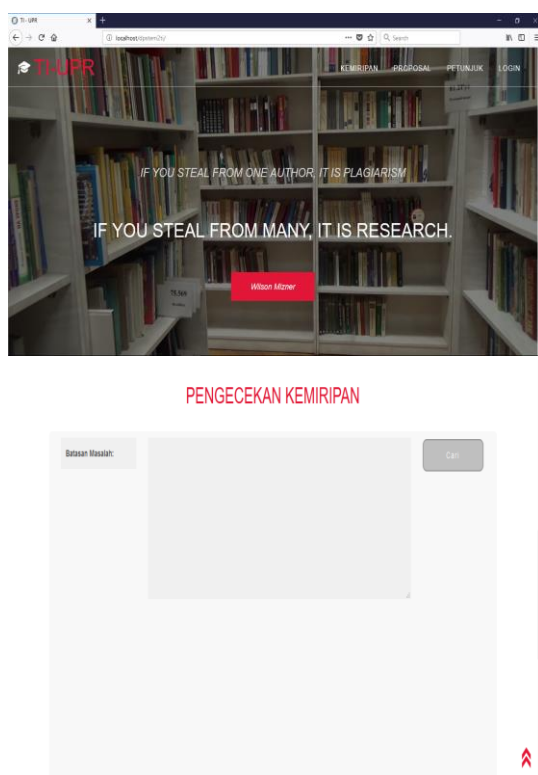 TI - UPR
localhost
Search
TI-UPR
KEMIRIPAN PROPOSAL PETUNJUK LOGIN
IF YOU STEAL FROM ONE AUTHOR, IT IS PLAGIARISM
IF YOU STEAL FROM MANY, IT IS RESEARCH.
Wilson Mizner
PENGECEKAN KEMIRIPAN
Batasan Masalah:
Cari